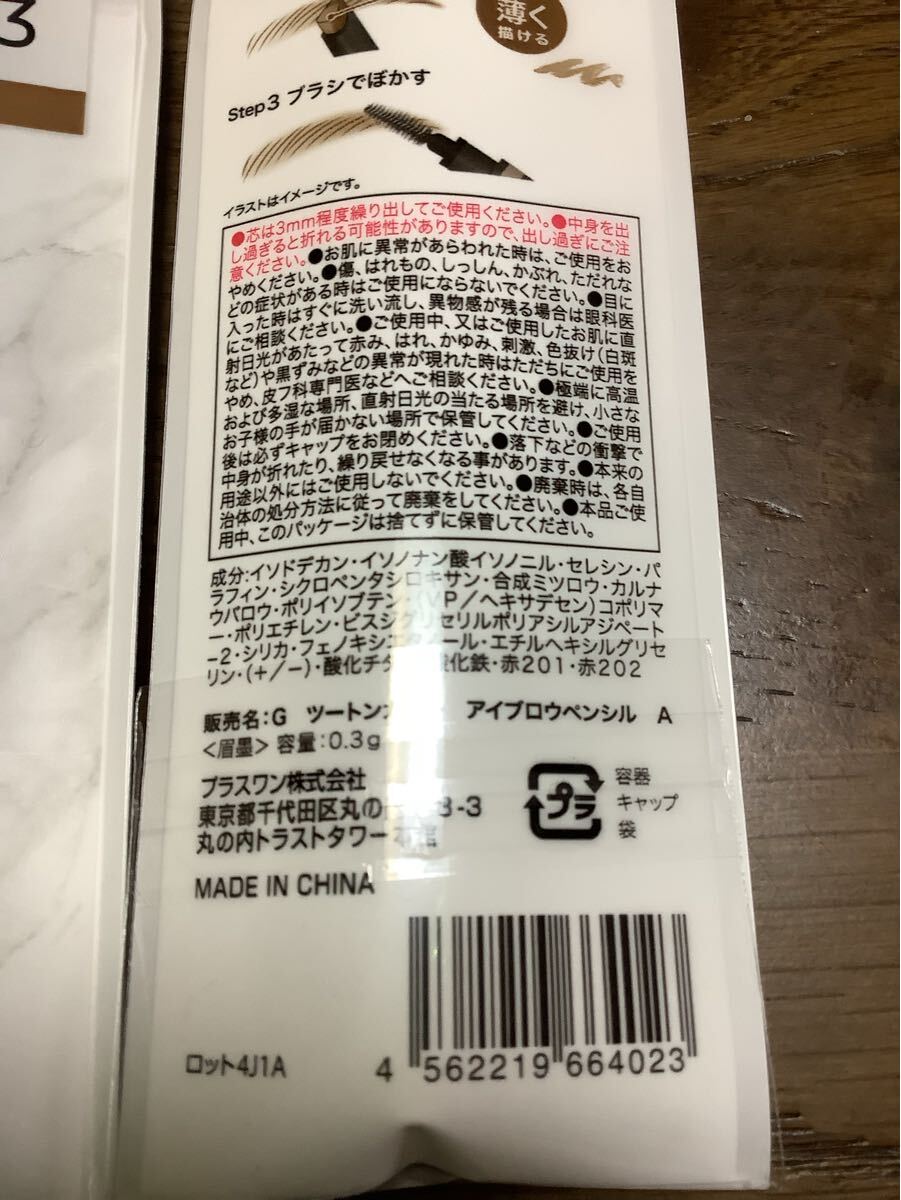 3
薄く
描ける
Step3 ブラシでぼかす
イラストはイメージです。
●芯は3mm程度繰り出してご使用ください。●中身を出
し過ぎると折れる可能性がありますので、出し過ぎにご注
意ください。●お肌に異常があらわれた時は、ご使用をお
やめください。●傷、はれもの、しっしん、かぶれ、ただれな
どの症状がある時はご使用にならないでください。●目に
入った時はすぐに洗い流し、異物感が残る場合は眼科医
にご相談ください。●ご使用中、又はご使用したお肌に直
射日光があたって赤み、はれ、かゆみ、刺激、色抜け(白斑
など)や黒ずみなどの異常が現れた時はただちにご使用を
やめ、皮フ科専門医などへご相談ください。●極端に高温
および多湿な場所、直射日光の当たる場所を避け、小さな
お子様の手が届かない場所で保管してください。●ご使用
後は必ずキャップをお閉めください。●落下などの衝撃で
中身が折れたり、繰り戻せなくなる事があります。●本来の
用途以外にはご使用しないでください。●廃棄時は、各自
治体の処分方法に従って廃棄をしてください。●本品ご使
用中、このパッケージは捨てずに保管してください。
成分:イソドデカン・イソノナン酸イソノニル・セレシン・パ
ラフィン・シクロペンタシロキサン・合成ミツロウ・カルナ
ウバロウ・ポリイソブテン・(VP/ヘキサデセン)コポリマ
ー・ポリエチレン・ビスジグリセリルポリアシルアジペート
-2・シリカ・フェノキシエタノール・エチルヘキシルグリセ
リン・(+/-)・酸化チタン・酸化鉄・赤201・赤202
販売名:G ツートン アイブロウペンシル A
<眉墨> 容量:0.3g
プラスワン株式会社
東京都千代田区丸の 8-3
丸の内トラストタワー本館
プラ
容器
キャップ
袋
MADE IN CHINA
ロット4J1A
4 562219 664023